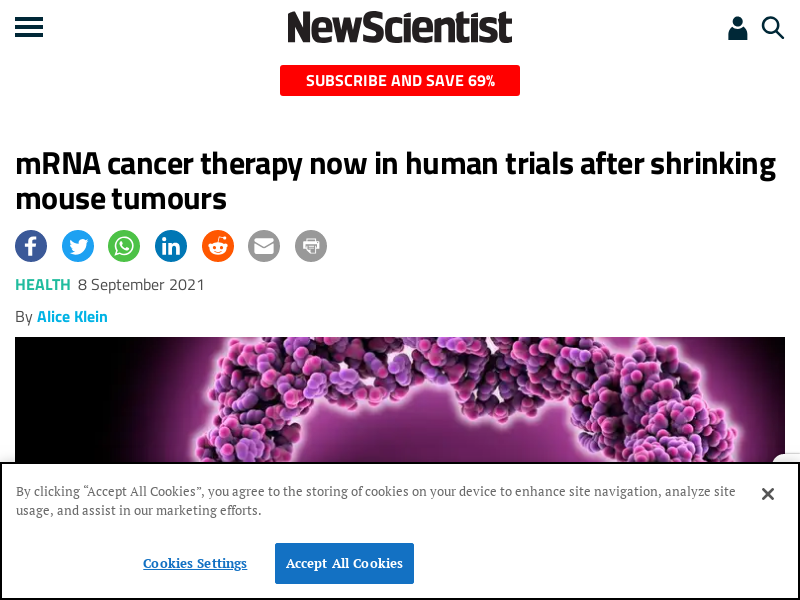 NewScientist
SUBSCRIBE AND SAVE 69%
mRNA cancer therapy now in human trials after shrinking
mouse tumours
HEALTH 8 September 2021
By Alice Klein
By clicking “Accept All Cookies”, you agree to the storing of cookies on your device to enhance site navigation, analyze site
usage, and assist in our marketing efforts.
Cookies Settings
Accept All Cookies